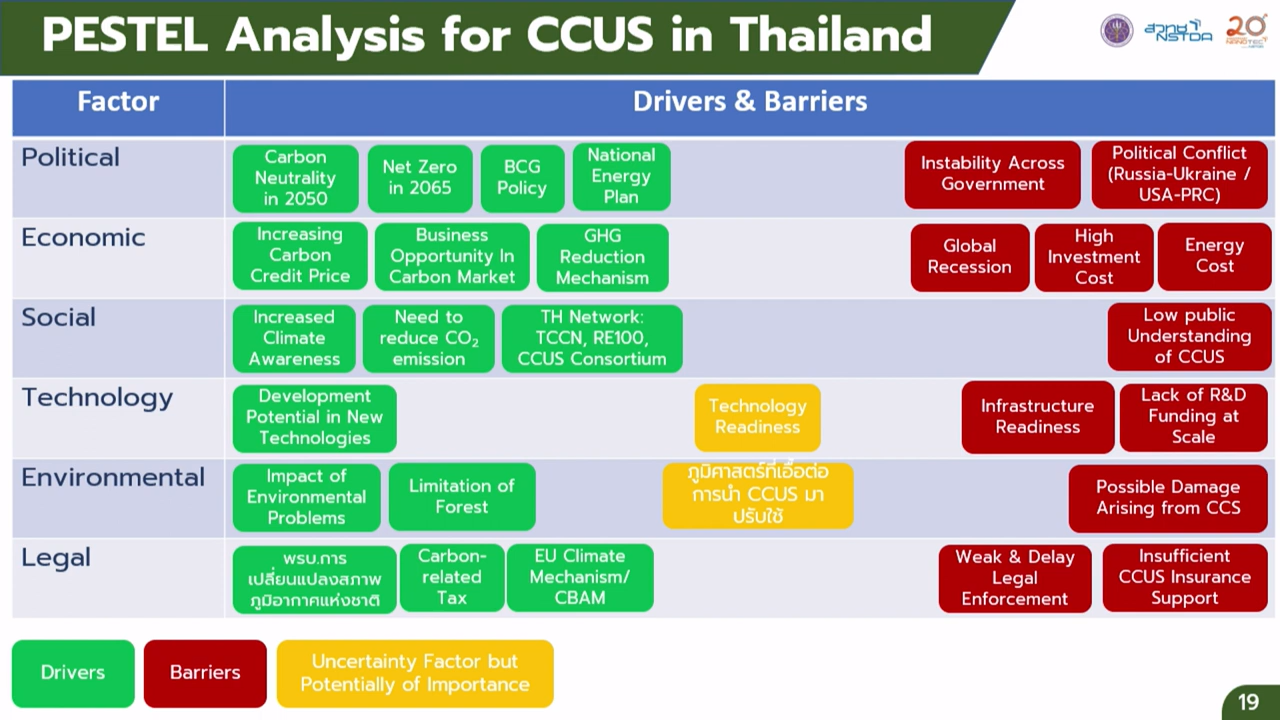 PESTEL Analysis for CCUS in Thailand
สวทช
NSTDA
20
NANOTEC
Factor
Drivers & Barriers
Political
Carbon
Neutrality
in 2050
Net Zero
in 2065
BCG
Policy
National
Energy
Plan
Instability Across
Government
Political Conflict
(Russia-Ukraine /
USA-PRC)
Economic
Increasing
Carbon
Credit Price
Business
Opportunity In
Carbon Market
GHG
Reduction
Mechanism
Global
Recession
High
Investment
Cost
Energy
Cost
Social
Increased
Climate
Awareness
Need to
reduce CO₂
emission
TH Network:
TCCN, RE100,
CCUS Consortium
Low public
Understanding
of CCUS
Technology
Development
Potential in New
Technologies
Technology
Readiness
Infrastructure
Readiness
Lack of R&D
Funding at
Scale
Environmental
Impact of
Environmental
Problems
Limitation of
Forest
ภูมิศาสตร์ที่เอื้อต่อ
การนำ CCUS มา
ปรับใช้
Possible Damage
Arising from CCS
Legal
พรบ.การ
เปลี่ยนแปลงสภาพ
ภูมิอากาศแห่งชาติ
Carbon-
related
Tax
EU Climate
Mechanism/
CBAM
Weak & Delay
Legal
Enforcement
Insufficient
CCUS Insurance
Support
Drivers
Barriers
Uncertainty Factor but
Potentially of Importance
19